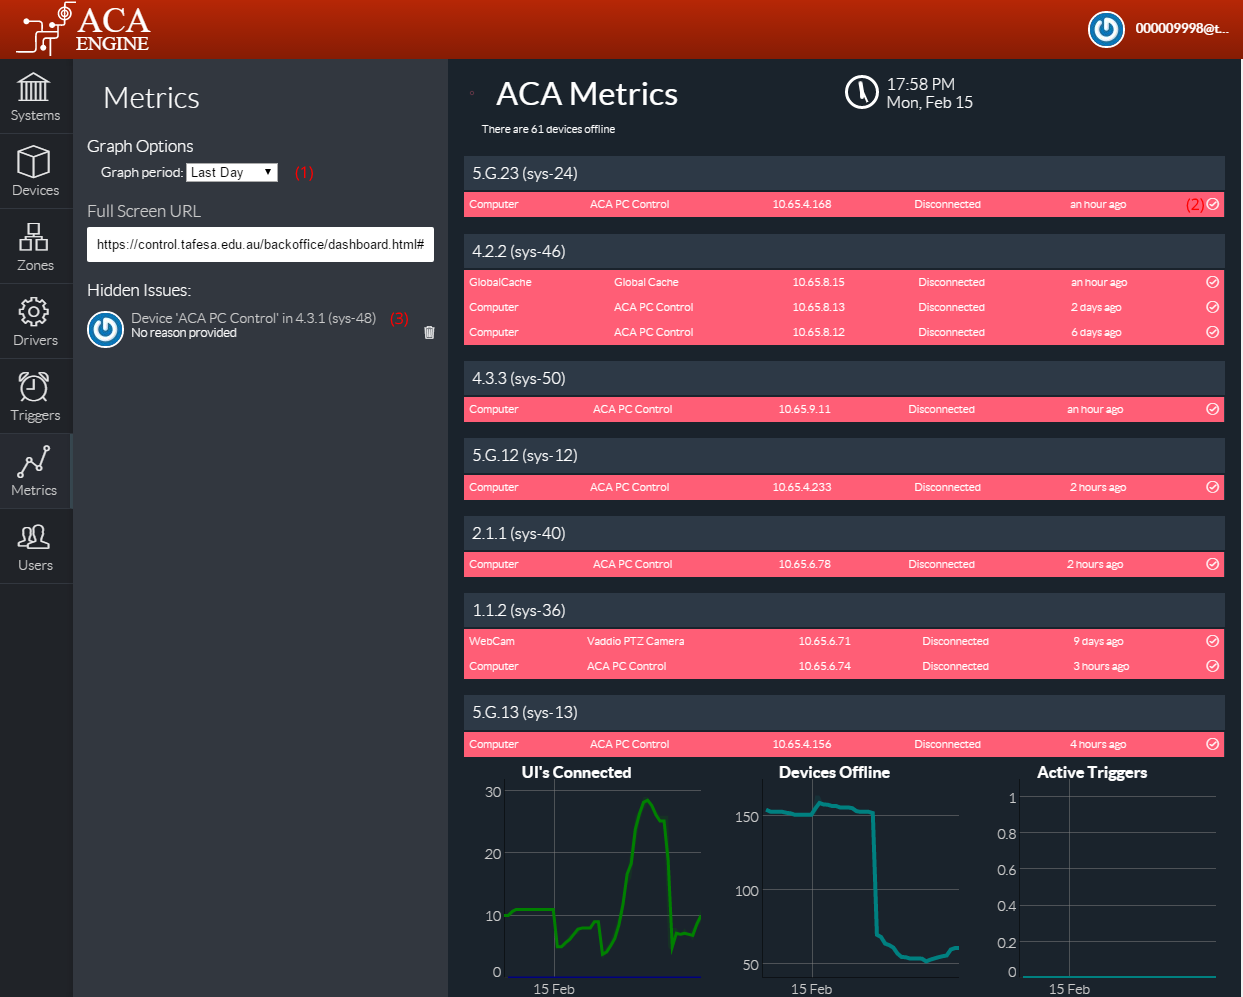 ACA
ENGINE
000009998@t...
Systems
Devices
Zones
Drivers
Triggers
Metrics
Users
Metrics
Graph Options
Graph period: Last Day (1)
Full Screen URL
https://control.tafesa.edu.au/backoffice/dashboard.html#
Hidden Issues:
Device 'ACA PC Control' in 4.3.1 (sys-48) (3)
No reason provided
ACA Metrics
There are 61 devices offline
17:58 PM
Mon, Feb 15
5.G.23 (sys-24)
Computer ACA PC Control 10.65.4.168 Disconnected an hour ago (2)
4.2.2 (sys-46)
GlobalCache Global Cache 10.65.8.15 Disconnected an hour ago
Computer ACA PC Control 10.65.8.13 Disconnected 2 days ago
Computer ACA PC Control 10.65.8.12 Disconnected 6 days ago
4.3.3 (sys-50)
Computer ACA PC Control 10.65.9.11 Disconnected an hour ago
5.G.12 (sys-12)
Computer ACA PC Control 10.65.4.233 Disconnected 2 hours ago
2.1.1 (sys-40)
Computer ACA PC Control 10.65.6.78 Disconnected 2 hours ago
1.1.2 (sys-36)
WebCam Vaddio PTZ Camera 10.65.6.71 Disconnected 9 days ago
Computer ACA PC Control 10.65.6.74 Disconnected 3 hours ago
5.G.13 (sys-13)
Computer ACA PC Control 10.65.4.156 Disconnected 4 hours ago
UI's Connected
30
20
10
0
15 Feb
Devices Offline
150
100
50
15 Feb
Active Triggers
1
0.8
0.6
0.4
0.2
0
15 Feb